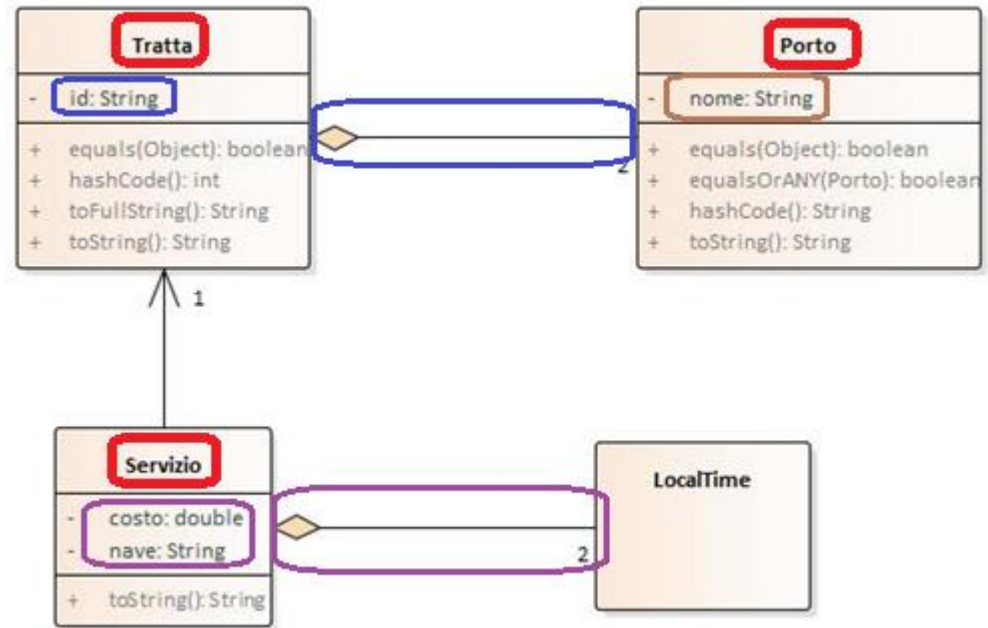 Tratta
- id: String
+ equals(Object): boolean
+ hashCode(): int
+ toFullString(): String
+ toString(): String
2
Porto
- nome: String
+ equals(Object): boolean
+ equalsOrANY(Porto): boolean
+ hashCode(): String
+ toString(): String
1
Servizio
- costo: double
- nave: String
+ toString(): String
2
LocalTime